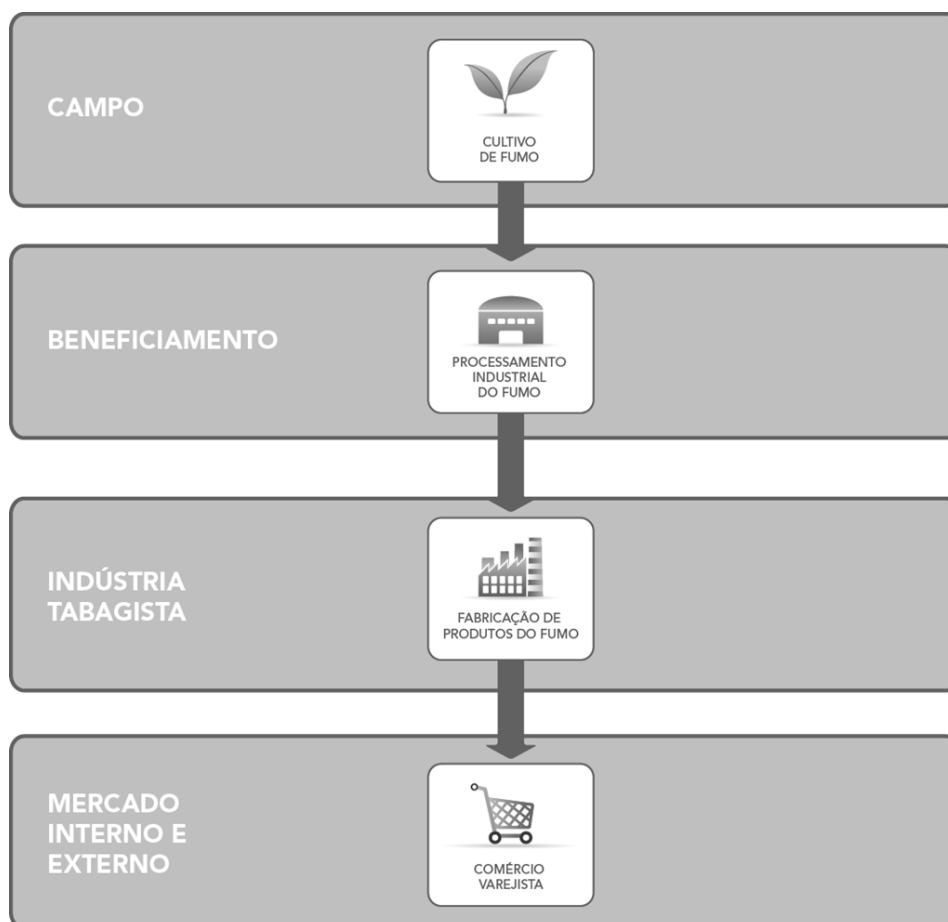 CAMPO
CULTIVO
DE FUMO
BENEFICIAMENTO
PROCESSAMENTO
INDUSTRIAL
DO FUMO
INDÚSTRIA
TABAGISTA
FABRICAÇÃO DE
PRODUTOS DO FUMO
MERCADO
INTERNO E
EXTERNO
COMÉRCIO
VAREJISTA